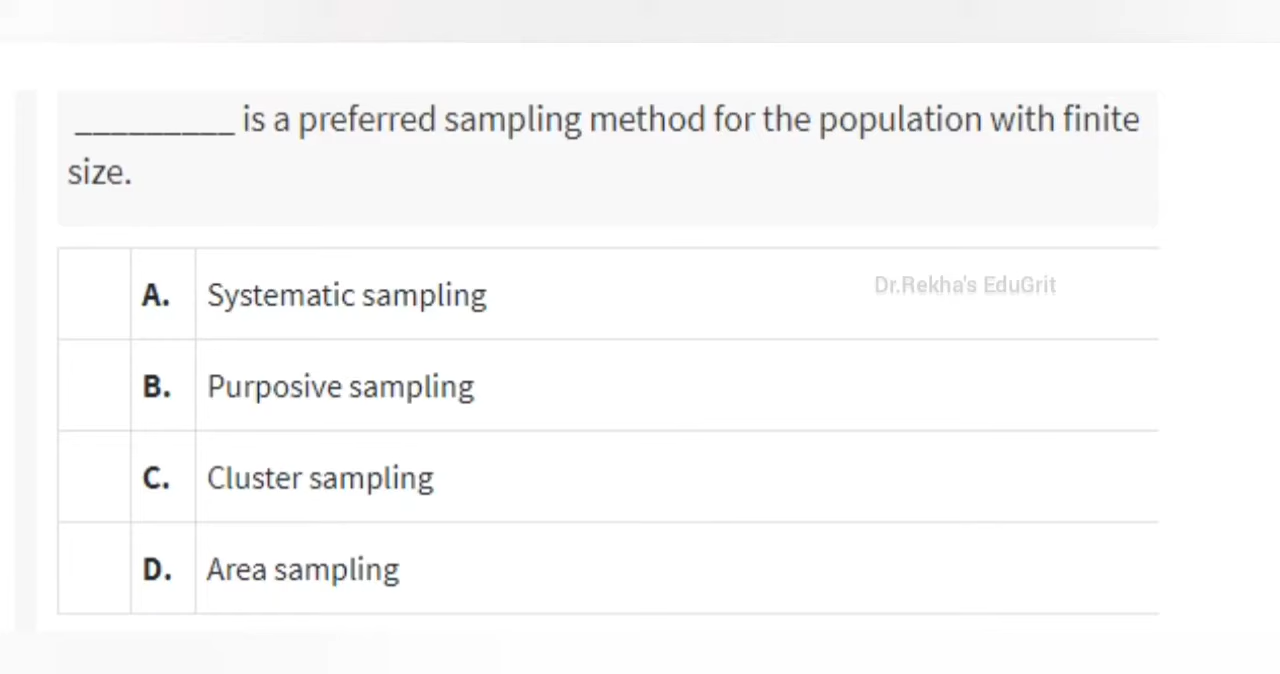 _________ is a preferred sampling method for the population with finite
size.
A. Systematic sampling
Dr.Rekha's EduGrit
B. Purposive sampling
C. Cluster sampling
D. Area sampling